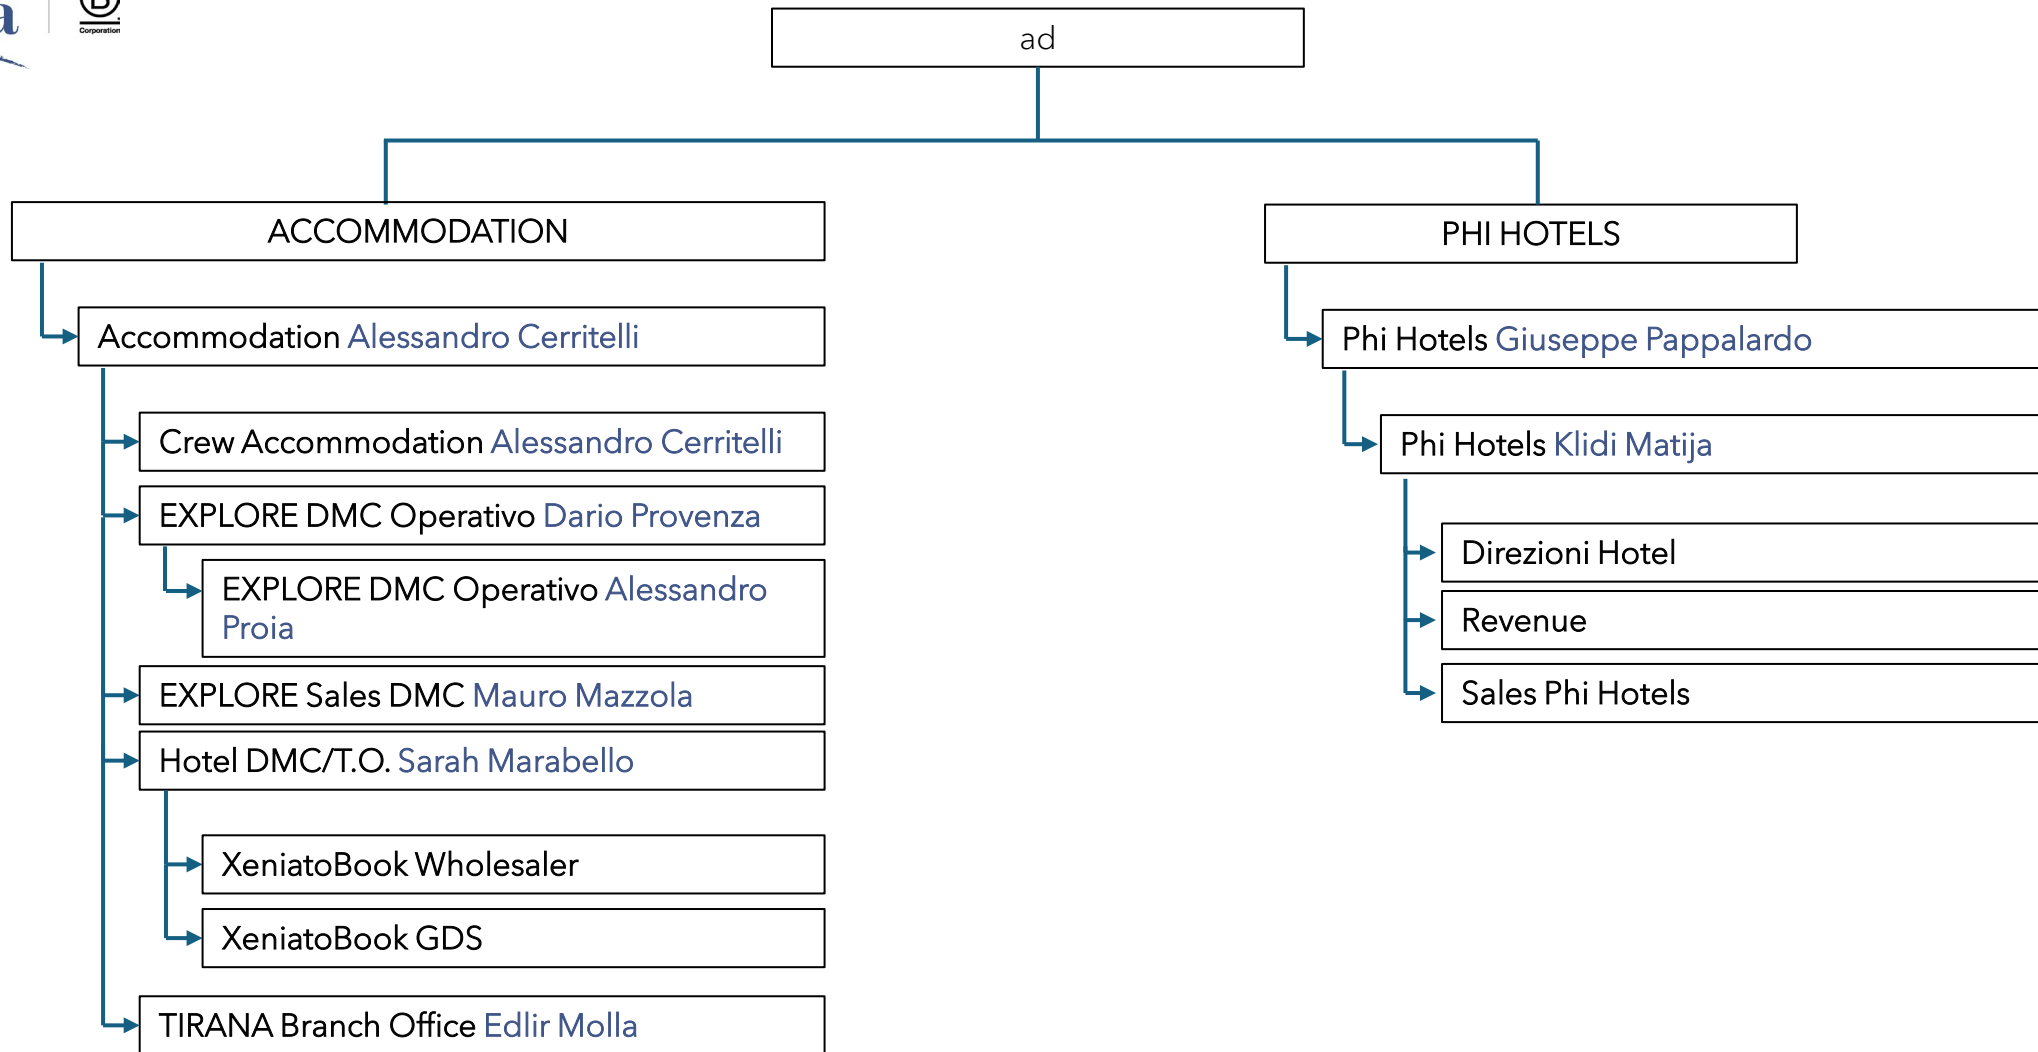 a
B
Corporation
ad
ACCOMMODATION
Accommodation Alessandro Cerritelli
Crew Accommodation Alessandro Cerritelli
EXPLORE DMC Operativo Dario Provenza
EXPLORE DMC Operativo Alessandro
Proia
EXPLORE Sales DMC Mauro Mazzola
Hotel DMC/T.O. Sarah Marabello
XeniatoBook Wholesaler
XeniatoBook GDS
TIRANA Branch Office Edlir Molla
PHI HOTELS
Phi Hotels Giuseppe Pappalardo
Phi Hotels Klidi Matija
Direzioni Hotel
Revenue
Sales Phi Hotels